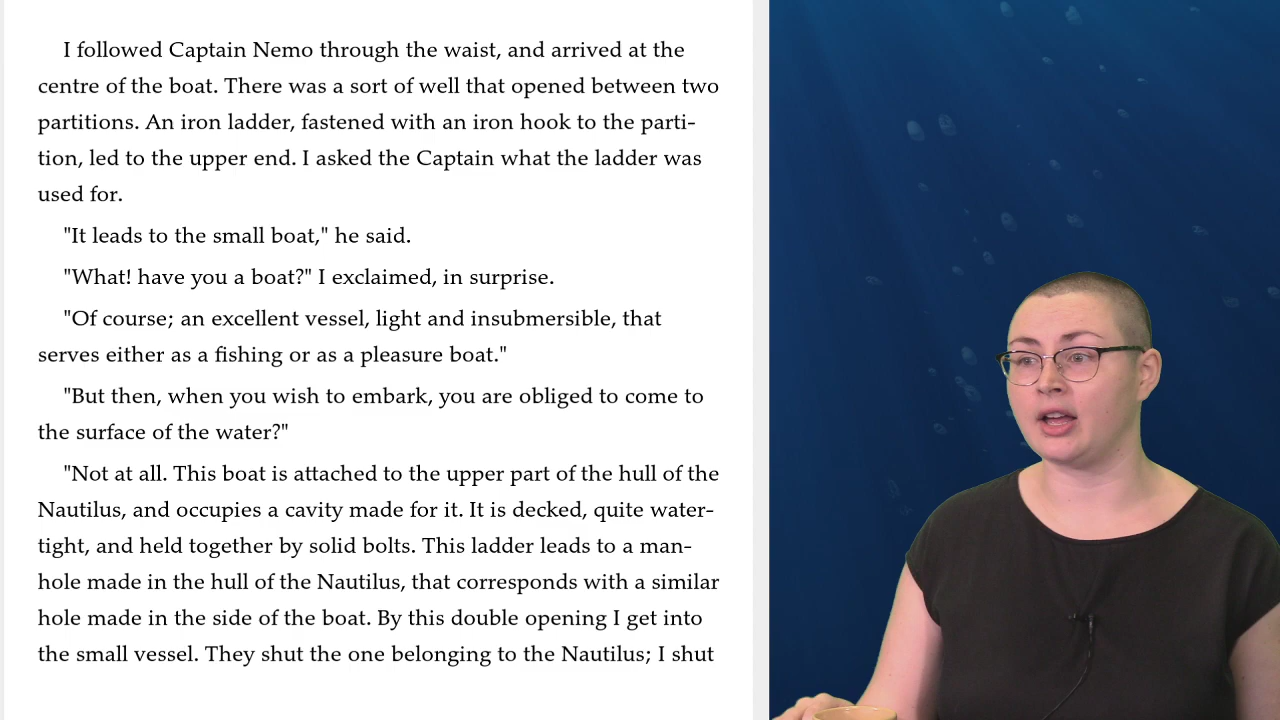 I followed Captain Nemo through the waist, and arrived at the
centre of the boat. There was a sort of well that opened between two
partitions. An iron ladder, fastened with an iron hook to the parti-
tion, led to the upper end. I asked the Captain what the ladder was
used for.
"It leads to the small boat," he said.
"What! have you a boat?" I exclaimed, in surprise.
"Of course; an excellent vessel, light and insubmersible, that
serves either as a fishing or as a pleasure boat."
"But then, when you wish to embark, you are obliged to come to
the surface of the water?"
"Not at all. This boat is attached to the upper part of the hull of the
Nautilus, and occupies a cavity made for it. It is decked, quite water-
tight, and held together by solid bolts. This ladder leads to a man-
hole made in the hull of the Nautilus, that corresponds with a similar
hole made in the side of the boat. By this double opening I get into
the small vessel. They shut the one belonging to the Nautilus; I shut